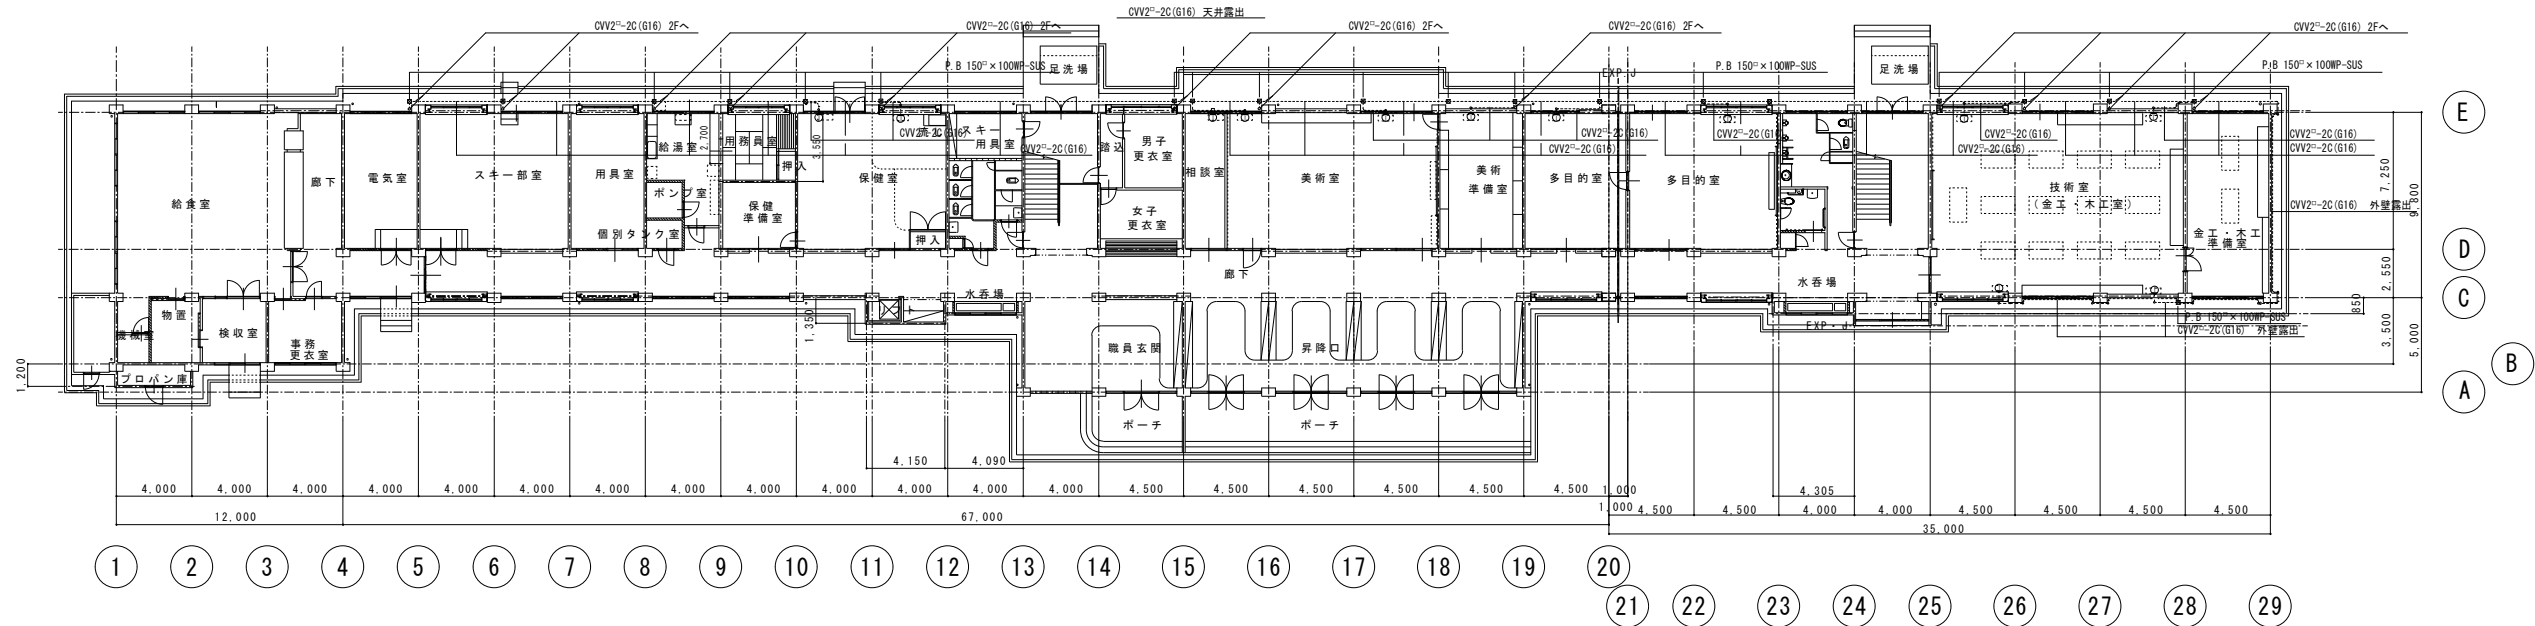 CVV2□-2C(G16) 天井露出
CVV2□-2C(G16) 2Fへ
CVV2□-2C(G16) 2Fへ
CVV2□-2C(G16) 2Fへ
CVV2□-2C(G16) 2Fへ
CVV2□-2C(G16) 2Fへ
足洗場
足洗場
P.B 150□×100WP-SUS
EXP.J
P.B 150□×100WP-SUS
P.B 150□×100WP-SUS
E
CVV2□-2C(G16)
CVV2□-2C(G16)
CVV2□-2C(G16)
CVV2□-2C(G16)
CVV2□-2C(G16)
CVV2□-2C(G16)
CVV2□-2C(G16)
CVV2□-2C(G16)
CVV2□-2C(G16)
給湯室
2,700
用務員室
3,550
押入
スキー
用具室
踏込
男子
更衣室
相談室
美術室
美術
準備室
多目的室
多目的室
技術室
(金工・木工室)
7.250
9.800
廊下
電気室
スキー部室
用具室
保健室
給食室
ポンプ室
保健
準備室
女子
更衣室
CVV2□-2C(G16) 外壁露出
個別タンク室
押入
金工・木工
準備室
D
廊下
2.550
水呑場
水呑場
C
850
物置
機械室
検収室
事務
更衣室
1,350
職員玄関
昇降口
EXP.J
P.B 150□×100WP-SUS
CVV2□-2C(G16) 外壁露出
3.500
5.000
B
1,200
プロパン庫
A
ポーチ
ポーチ
4.150
4.090
4.305
4.000
4.000
4.000
4.000
4.000
4.000
4.000
4.000
4.000
4.000
4.000
4.000
4.000
4.500
4.500
4.500
4.500
4.500
4.500
1.000
1.000
4.500
4.500
4.000
4.000
4.500
4.500
4.500
4.500
12.000
67.000
35.000
1
2
3
4
5
6
7
8
9
10
11
12
13
14
15
16
17
18
19
20
21
22
23
24
25
26
27
28
29